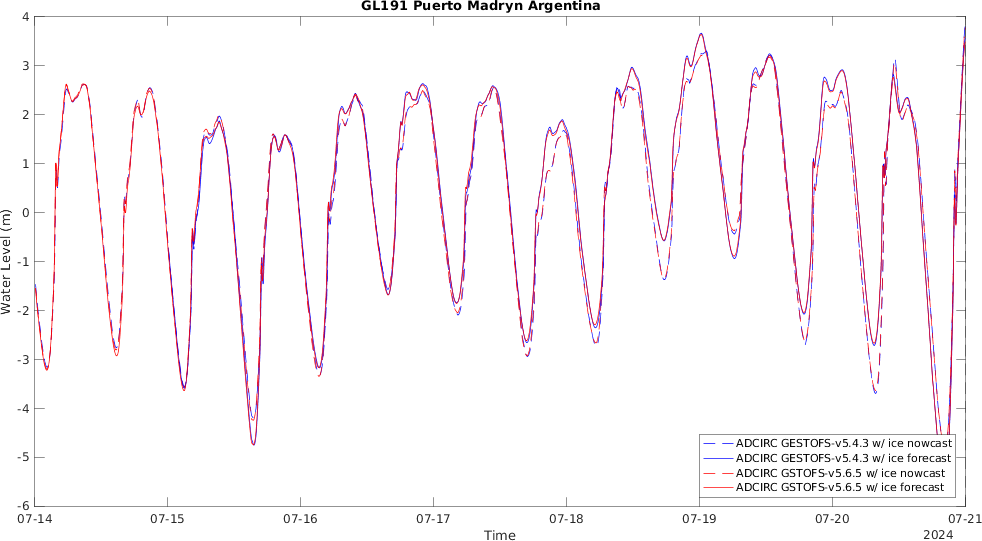 GL191 Puerto Madryn Argentina
4
3
2
1
0
-1
-2
-3
-4
-5
-6
Water Level (m)
ADCIRC GESTOFS-v5.4.3 w/ ice nowcast
ADCIRC GESTOFS-v5.4.3 w/ ice forecast
ADCIRC GSTOFS-v5.6.5 w/ ice nowcast
ADCIRC GSTOFS-v5.6.5 w/ ice forecast
07-14 07-15 07-16 07-17 07-18 07-19 07-20 07-21
Time
2024